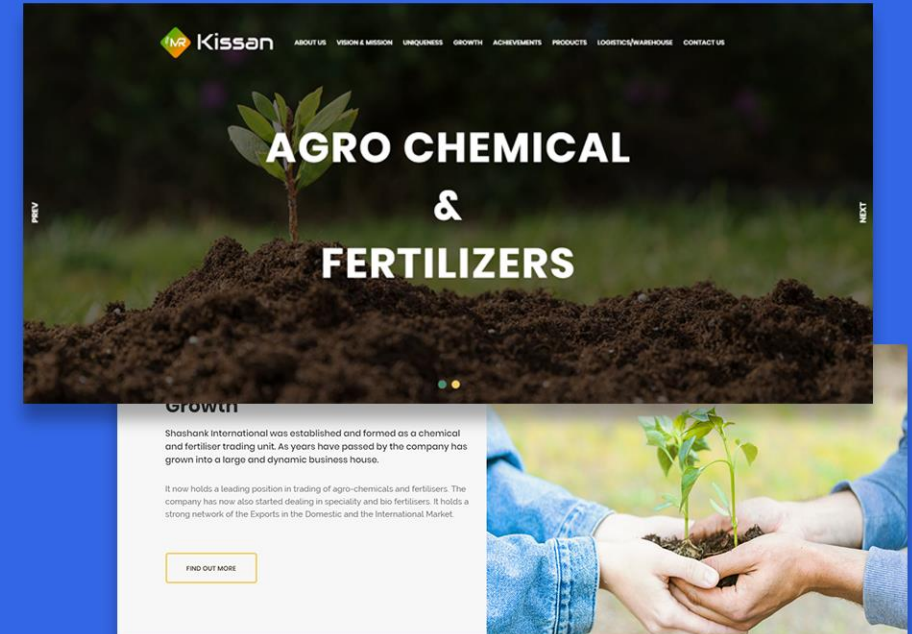 MR Kissan
ABOUT US VISION & MISSION UNIQUENESS GROWTH ACHIEVEMENTS PRODUCTS LOGISTICS/WAREHOUSE CONTACT US
AGRO CHEMICAL
&
FERTILIZERS
PREV
NEXT
Growth
Shashank International was established and formed as a chemical
and fertiliser trading unit. As years have passed by the company has
grown into a large and dynamic business house.
It now holds a leading position in trading of agro-chemicals and fertilisers. The
company has now also started dealing in speciality and bio fertilisers. It holds a
strong network of the Exports in the Domestic and the International Market.
FIND OUT MORE